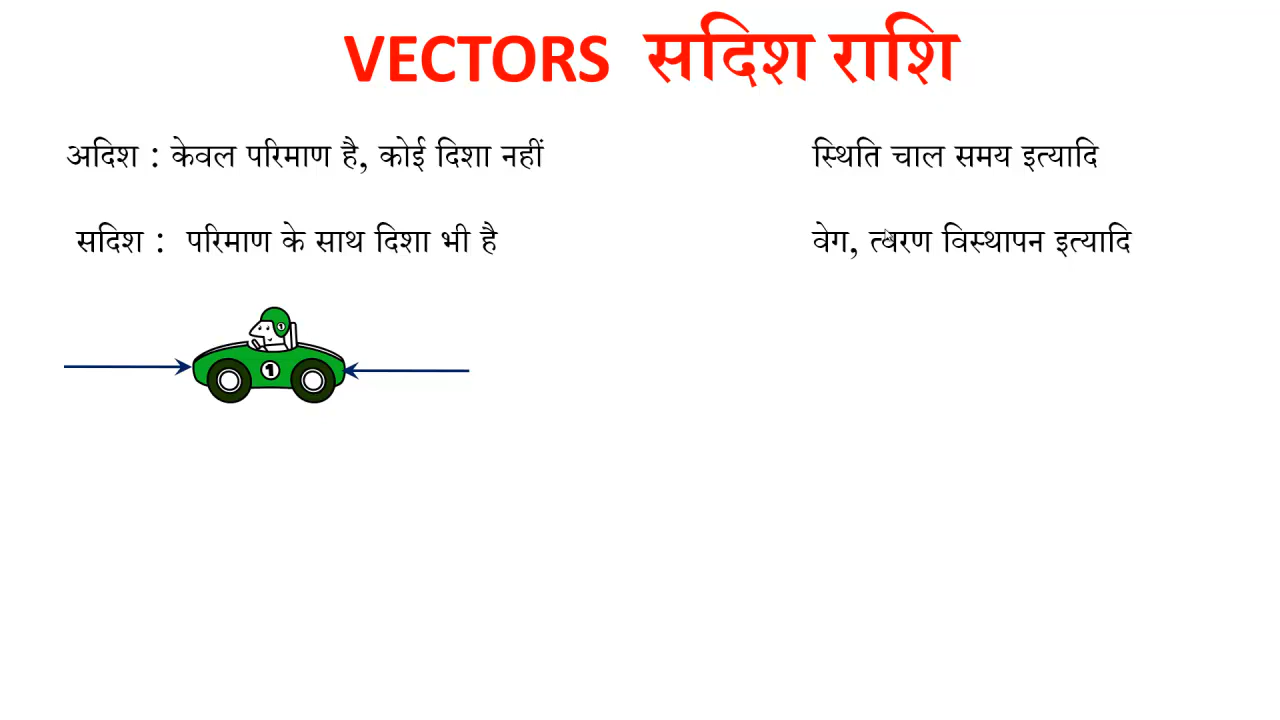 VECTORS सदिश राशि
अदिश : केवल परिमाण है, कोई दिशा नहीं
स्थिति चाल समय इत्यादि
सदिश : परिमाण के साथ दिशा भी है
वेग, त्वरण विस्थापन इत्यादि
1
1